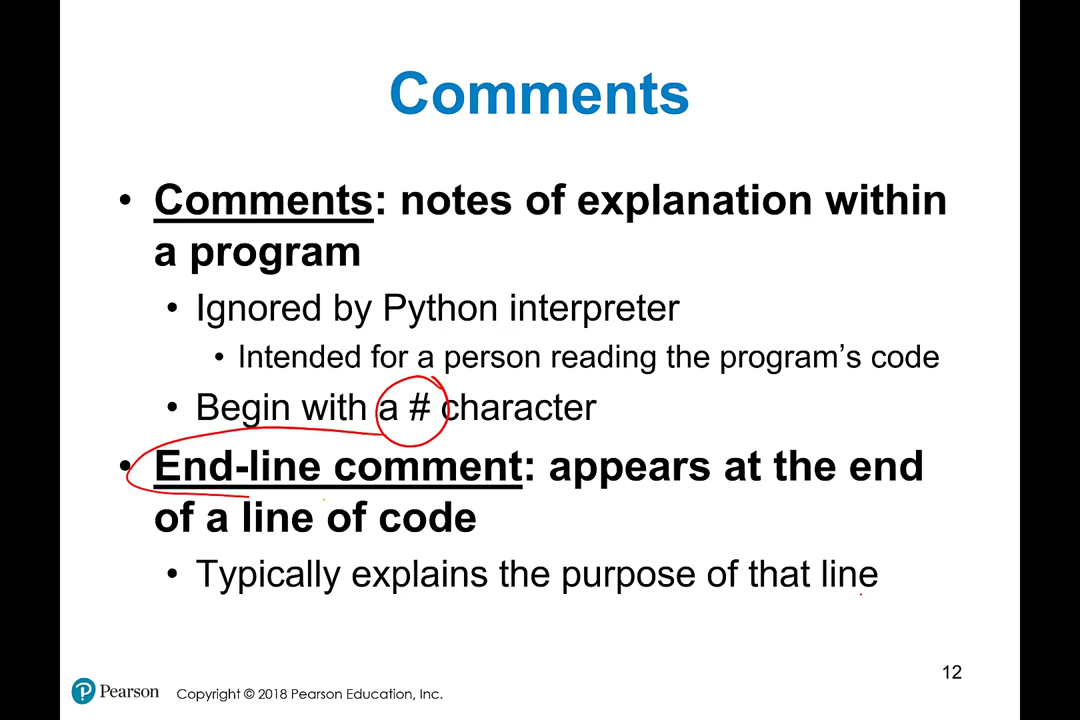 Comments
• Comments: notes of explanation within
a program
• Ignored by Python interpreter
• Intended for a person reading the program’s code
• Begin with a # character
• End-line comment: appears at the end
of a line of code
• Typically explains the purpose of that line
12
P Pearson Copyright © 2018 Pearson Education, Inc.